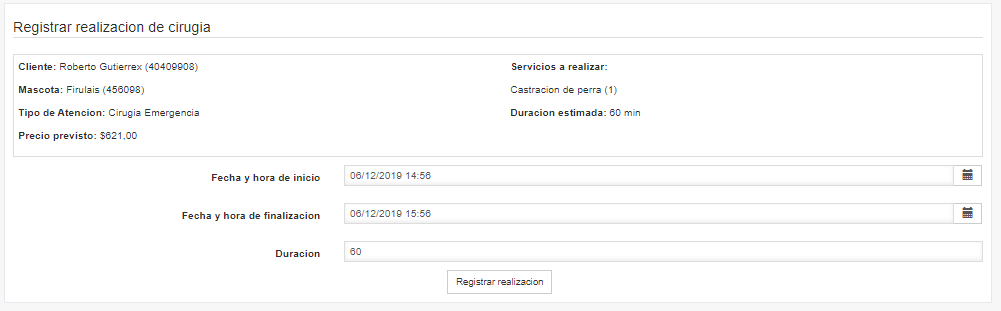 Registrar realizacion de cirugia
Cliente: Roberto Gutierrex (40409908)
Servicios a realizar:
Mascota: Firulais (456098)
Castracion de perra (1)
Tipo de Atencion: Cirugia Emergencia
Duracion estimada: 60 min
Precio previsto: $621,00
Fecha y hora de inicio
06/12/2019 14:56
Fecha y hora de finalizacion
06/12/2019 15:56
Duracion
60
Registrar realizacion